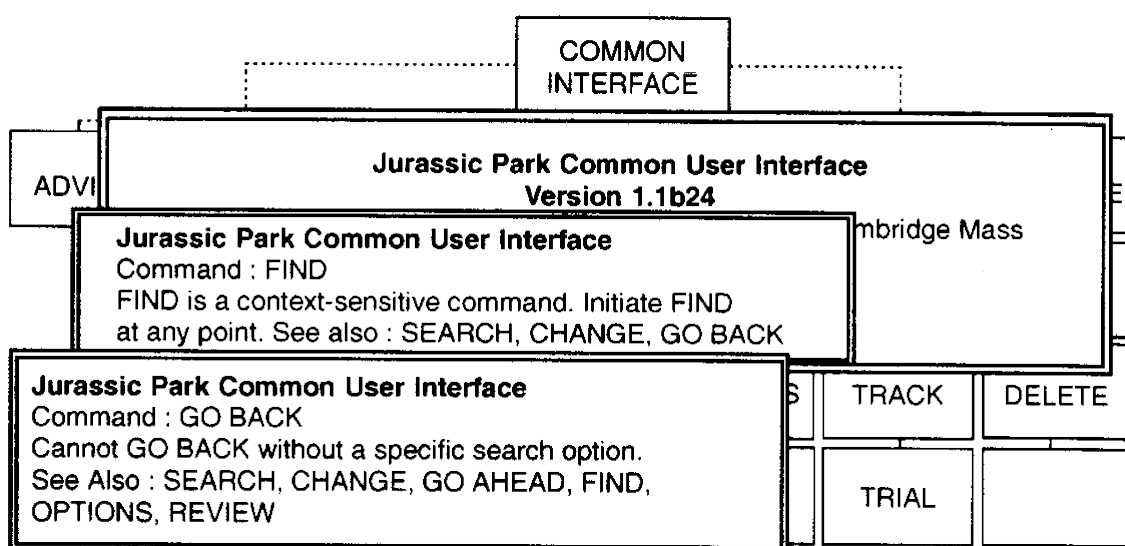 COMMON
INTERFACE
Jurassic Park Common User Interface
Version 1.1b24
ADVI
E
mbridge Mass
Jurassic Park Common User Interface
Command : FIND
FIND is a context-sensitive command. Initiate FIND
at any point. See also : SEARCH, CHANGE, GO BACK
Jurassic Park Common User Interface
Command : GO BACK
Cannot GO BACK without a specific search option.
See Also : SEARCH, CHANGE, GO AHEAD, FIND,
OPTIONS, REVIEW
S
TRACK
DELETE
TRIAL